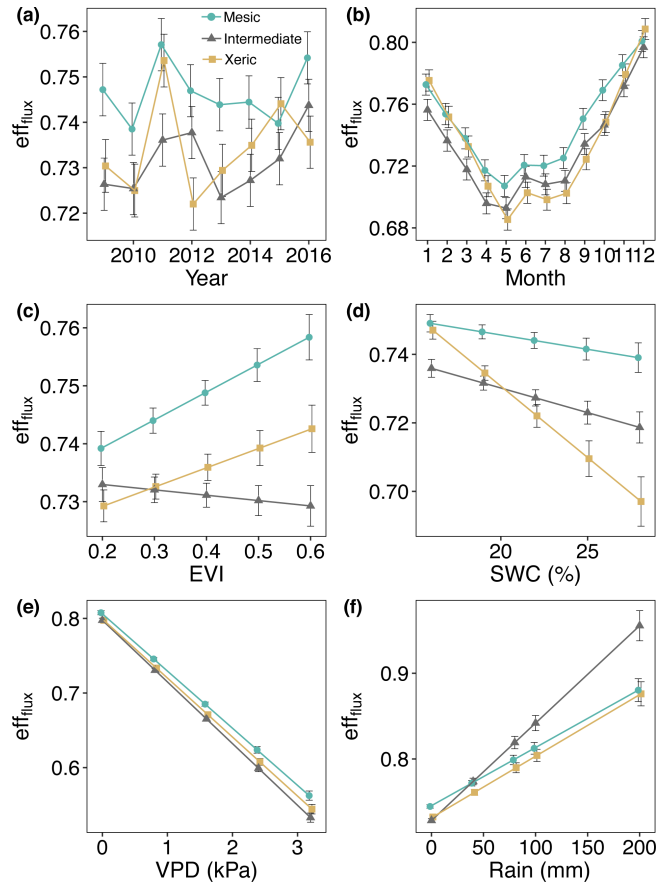 (a)
0.76
0.75
0.74
0.73
0.72
eff_flux
Mesic
Intermediate
Xeric
2010 2012 2014 2016
Year
(b)
0.80
0.76
0.72
0.68
eff_flux
1 2 3 4 5 6 7 8 9 10 11 12
Month
(c)
0.76
0.75
0.74
0.73
eff_flux
0.2 0.3 0.4 0.5 0.6
EVI
(d)
0.74
0.72
0.70
eff_flux
20 25
SWC (%)
(e)
0.8
0.7
0.6
eff_flux
0 1 2 3
VPD (kPa)
(f)
0.9
0.8
eff_flux
0 50 100 150 200
Rain (mm)